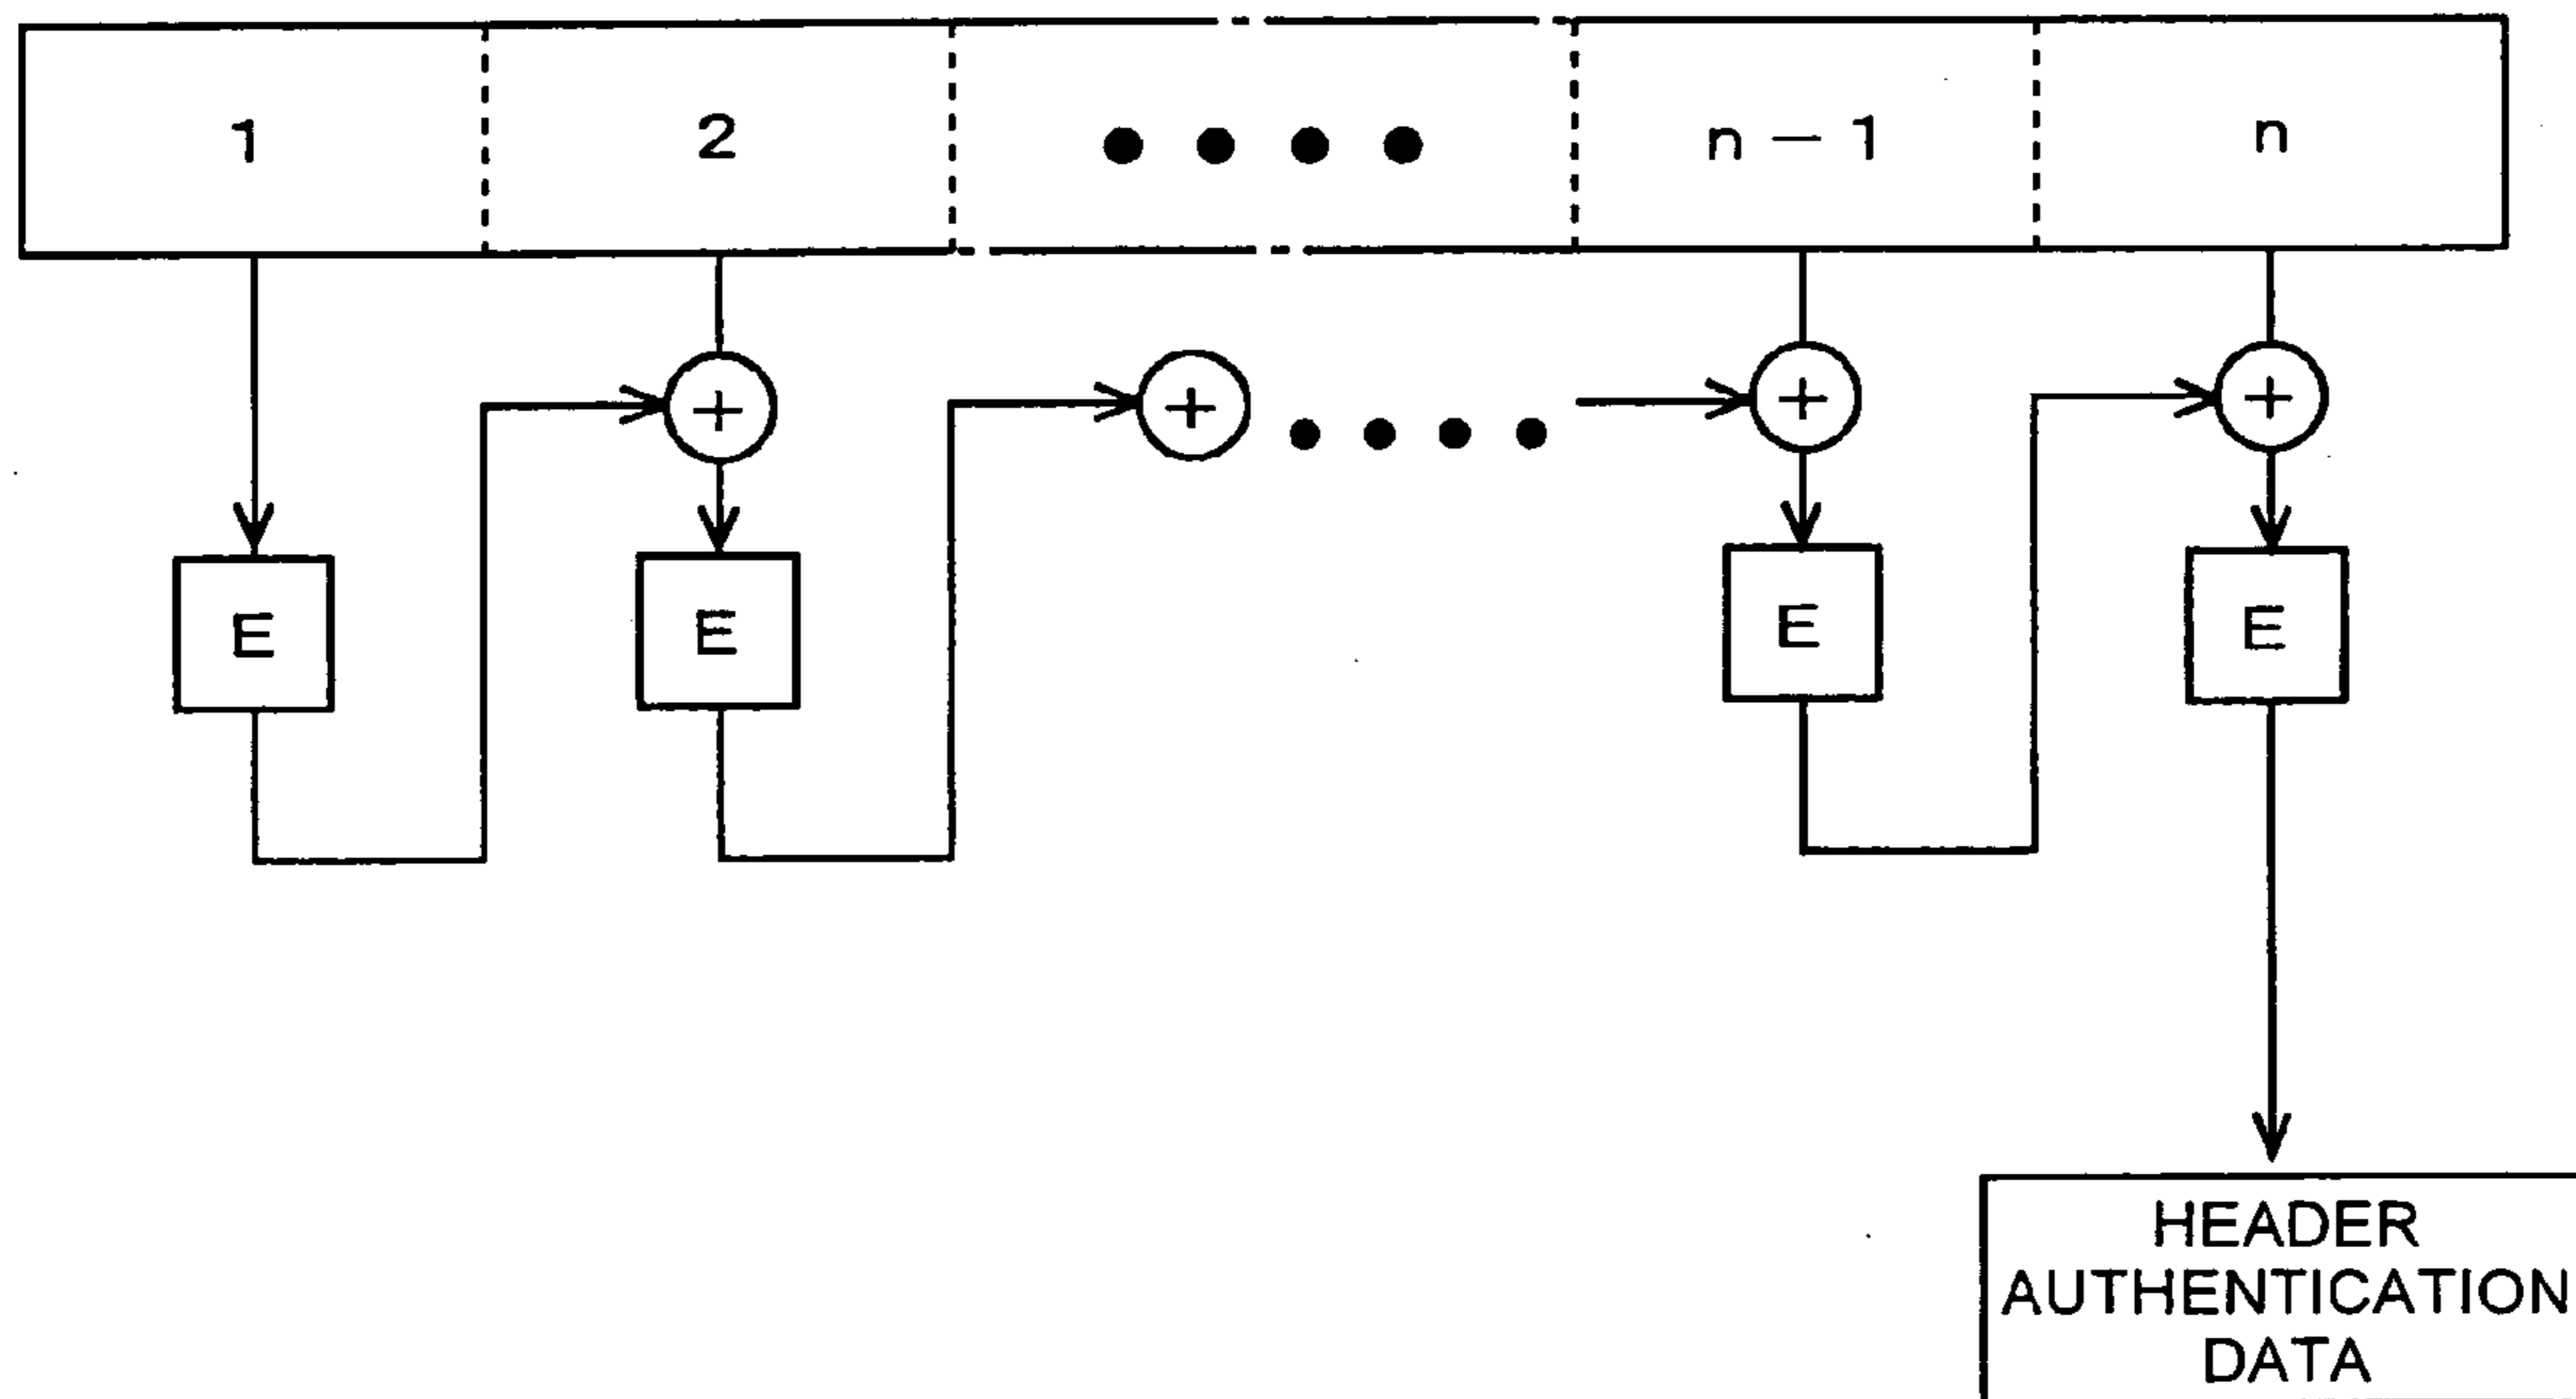 1 2 •••• n - 1 n
+ + •••• + +
E E E E
HEADER
AUTHENTICATION
DATA